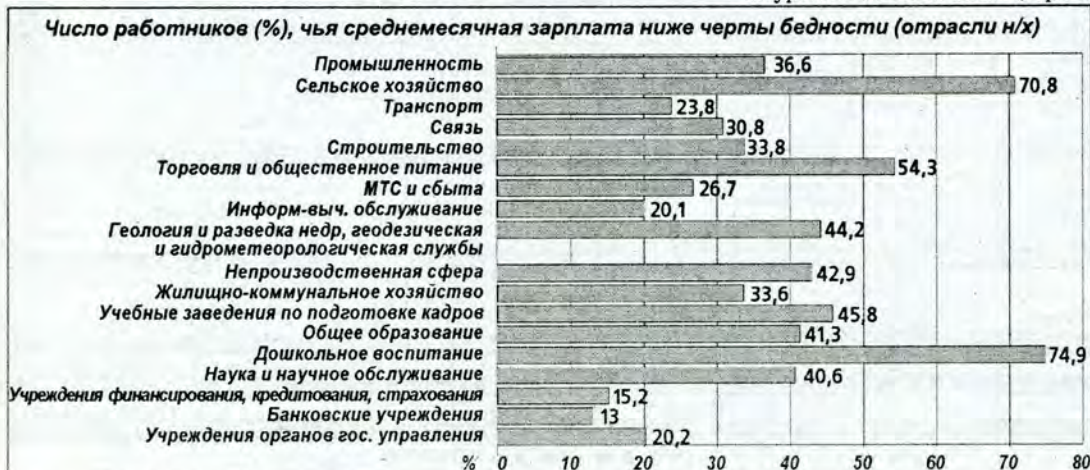 Число работников (%), чья среднемесячная зарплата ниже черты бедности (отрасли н/х)
Промышленность 36,6
Сельское хозяйство 70,8
Транспорт 23,8
Связь 30,8
Строительство 33,8
Торговля и общественное питание 54,3
МТС и сбыта 26,7
Информ-выч. обслуживание 20,1
Геология и разведка недр, геодезическая 44,2
и гидрометеорологическая службы
Непроизводственная сфера 42,9
Жилищно-коммунальное хозяйство 33,6
Учебные заведения по подготовке кадров 45,8
Общее образование 41,3
Дошкольное воспитание 74,9
Наука и научное обслуживание 40,6
Учреждения финансирования, кредитования, страхования 15,2
Банковские учреждения 13
Учреждения органов гос. управления 20,2
% 0 10 20 30 40 50 60 70 80